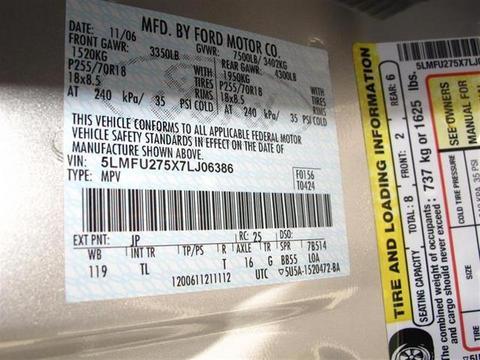 MFD. BY FORD MOTOR CO.
DATE: 11/06 GVWR: 7500LB/ 3402KG
FRONT GAWR: 3350LB REAR GAWR: 4300LB
1520KG 1950KG
P255/70R18 TIRES P255/70R18 TIRES
18x8.5 RIMS 18x8.5 RIMS
AT 240 kPa/ 35 PSI COLD AT 240 kPa/ 35 PSI COLD
THIS VEHICLE CONFORMS TO ALL APPLICABLE FEDERAL MOTOR
VEHICLE SAFETY STANDARDS IN EFFECT ON THE DATE OF
MANUFACTURE SHOWN ABOVE.
VIN: 5LMFU275X7LJ06386
TYPE: MPV
F0156
T0424
EXT PNT: JP RC: 25 DSO:
WB INT TR TP/PS R AXLE TR SPR 7B514
119 TL T 16 G BB55 LOA
1200611211112 UTC 5U5A-1520472-BA
TIRE AND LOADING INFORMATION
SEATING CAPACITY TOTAL: 8 FRONT: 2 REAR: 6
The combined weight of occupants
and cargo should never exceed: 737 kg or 1625 lbs.
5LMFU275X7LJ0
TIRE
SIZE
COLD TIRE PRESSURE
SEE OWNERS
MANUAL FOR